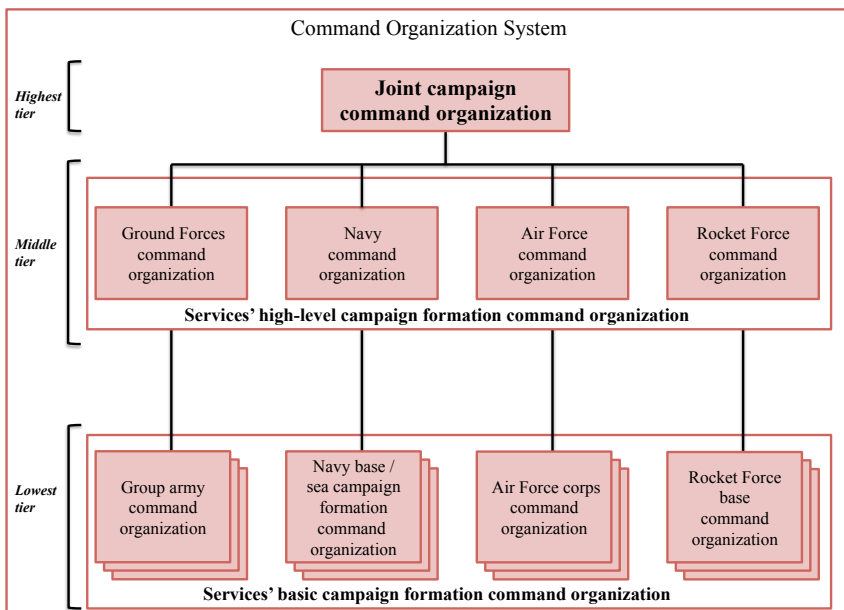 Command Organization System
Highest
tier
Joint campaign
command organization
Middle
tier
Ground Forces
command
organization
Navy
command
organization
Air Force
command
organization
Rocket Force
command
organization
Services’ high-level campaign formation command organization
Lowest
tier
Group army
command
organization
Navy base /
sea campaign
formation
command
organization
Air Force corps
command
organization
Rocket Force
base
command
organization
Services’ basic campaign formation command organization